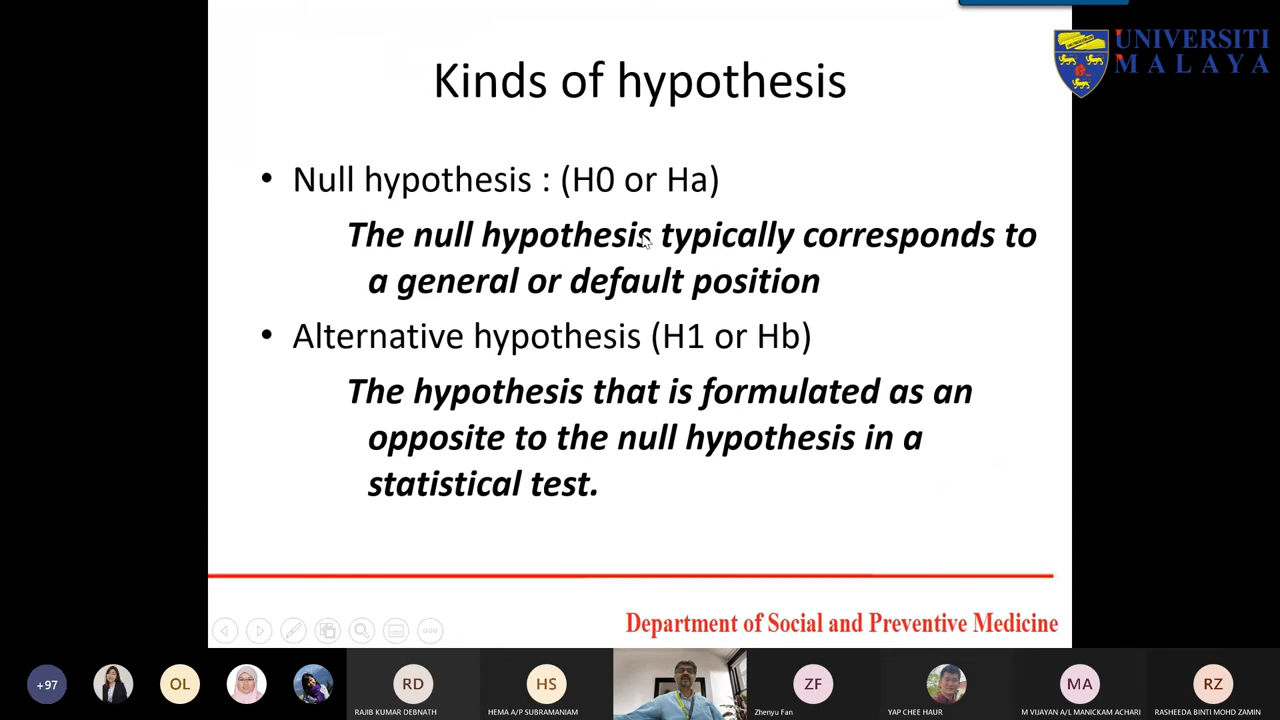 UNIVERSITI
MALAYA
Kinds of hypothesis
• Null hypothesis : (H0 or Ha)
The null hypothesis typically corresponds to
a general or default position
• Alternative hypothesis (H1 or Hb)
The hypothesis that is formulated as an
opposite to the null hypothesis in a
statistical test.
Department of Social and Preventive Medicine
+97
OL
RD
HS
ZF
MA
RZ
RAJIB KUMAR DEBNATH
HEMA A/P SUBRAMANIAM
Zhenyu Fan
YAP CHEE HAUR
M VIJAYAN A/L MANICKAM ACHARI
RASHEEDA BINTI MOHD ZAMIN